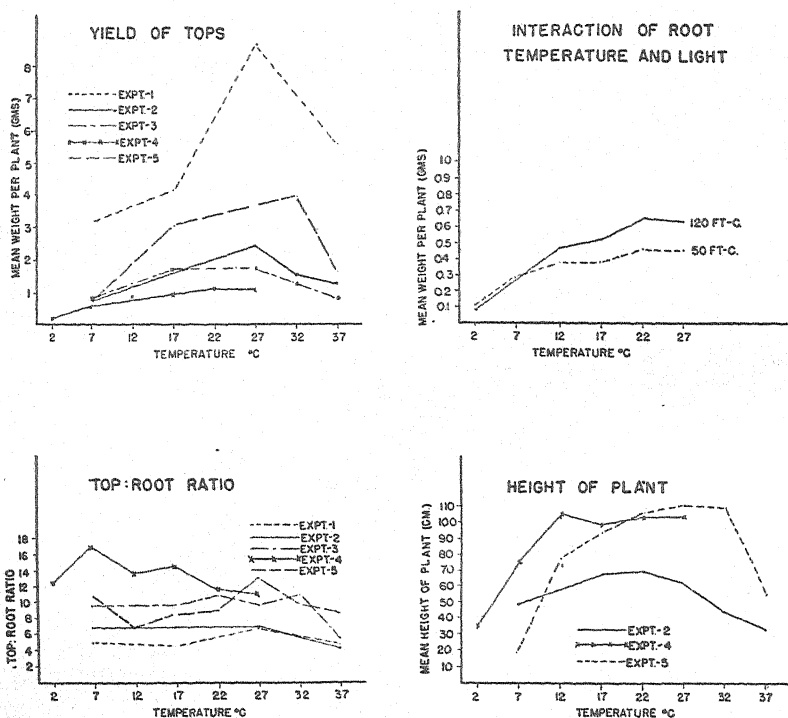 YIELD OF TOPS
8
7
6
5
4
3
2
1
MEAN WEIGHT PER PLANT (GMS)
EXPT.-1
EXPT.-2
EXPT.-3
EXPT.-4
EXPT.-5
2 7 12 17 22 27 32 37
TEMPERATURE °C
INTERACTION OF ROOT
TEMPERATURE AND LIGHT
1.0
0.9
0.8
0.7
0.6
0.5
0.4
0.3
0.2
0.1
MEAN WEIGHT PER PLANT (GMS)
120 FT-C.
50 FT-C.
2 7 12 17 22 27
TEMPERATURE °C
TOP:ROOT RATIO
18
16
14
12
10
8
6
4
2
TOP:ROOT RATIO
EXPT.-1
EXPT.-2
EXPT.-3
EXPT.-4
EXPT.-5
2 7 12 17 22 27 32 37
TEMPERATURE °C
HEIGHT OF PLANT
110
100
90
80
70
60
50
40
30
20
10
MEAN HEIGHT OF PLANT (CM.)
EXPT.-2
EXPT.-4
EXPT.-5
2 7 12 17 22 27 32 37
TEMPERATURE °C